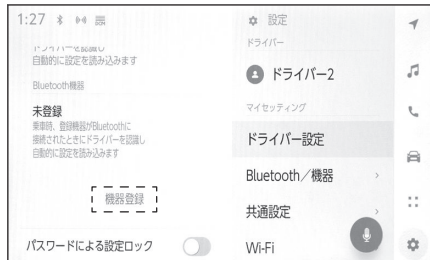 1:27
ドライバーを認識し
自動的に設定を読み込みます
Bluetooth機器
未登録
乗車時、登録機器がBluetoothに
接続されたときにドライバーを認識し
自動的に設定を読み込みます
機器登録
パスワードによる設定ロック
設定
ドライバー
ドライバー2
マイセッティング
ドライバー設定
Bluetooth／機器
共通設定
Wi-Fi